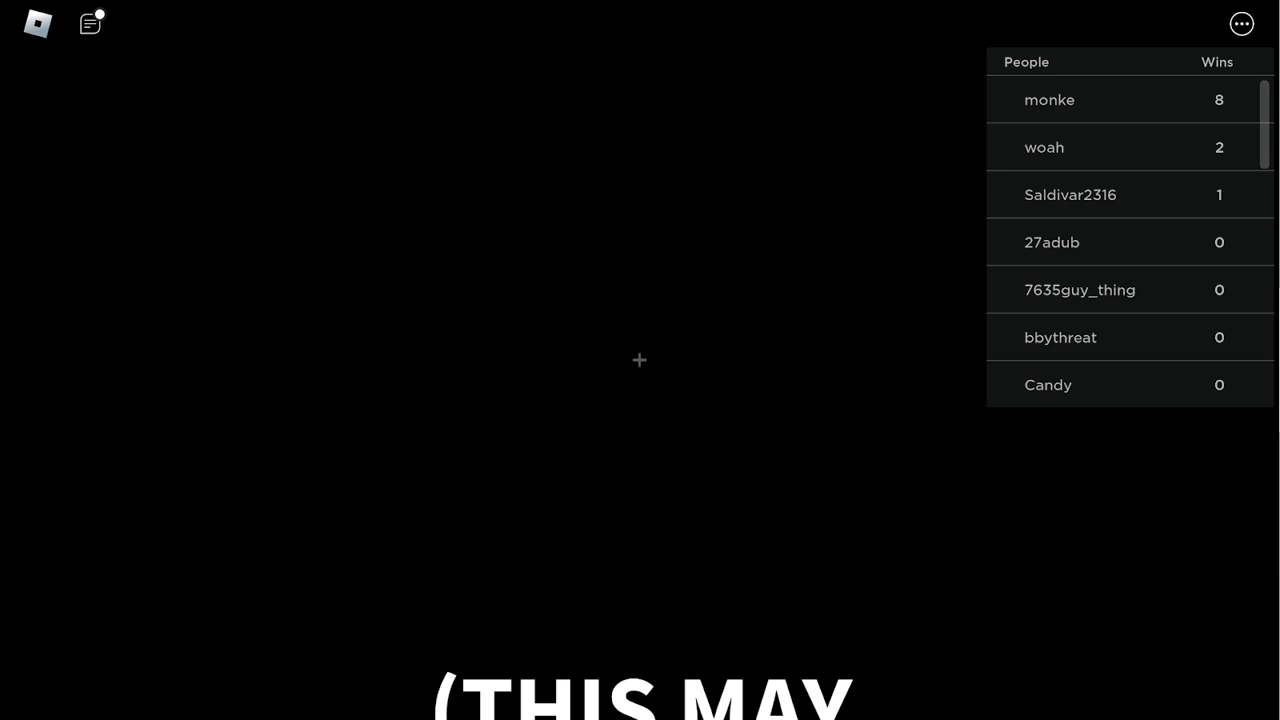 People Wins
monke 8
woah 2
Saldivar2316 1
27adub 0
7635guy_thing 0
bbythreat 0
Candy 0
(THIS MAY